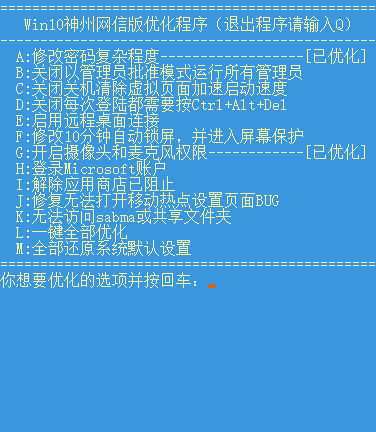 ===============================================
Win10神州网信版优化程序（退出程序请输入Q）
-----------------------------------------------
A:修改密码复杂程度------------------[已优化]
B:关闭以管理员批准模式运行所有管理员
C:关闭关机清除虚拟页面加速启动速度
D:关闭每次登陆都需要按Ctrl+Alt+Del
E:启用远程桌面连接
F:修改10分钟自动锁屏，并进入屏幕保护
G:开启摄像头和麦克风权限------------[已优化]
H:登录Microsoft账户
I:解除应用商店已阻止
J:修复无法打开移动热点设置页面BUG
K:无法访问sabma或共享文件夹
L:一键全部优化
M:全部还原系统默认设置
===============================================
你想要优化的选项并按回车：